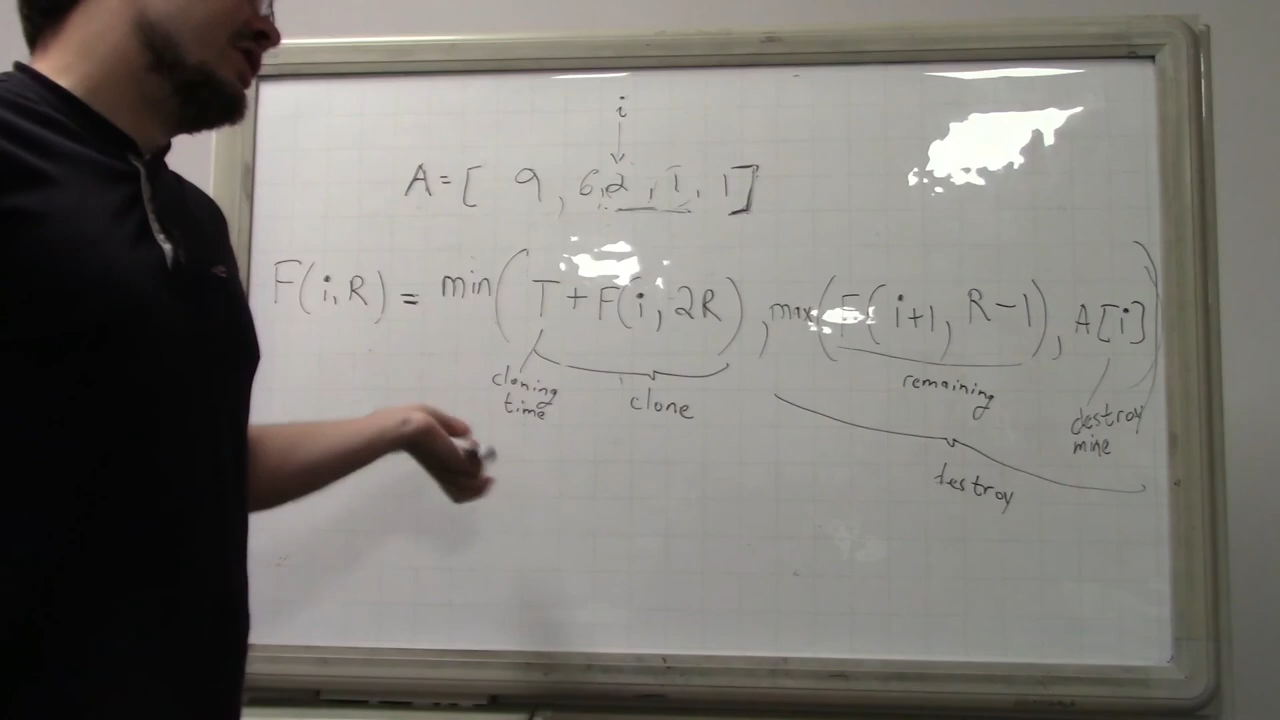 i
A = [ 9 , 6 , 2 , 1 , 1 ]
F(i, R) = min( T + F(i, 2R) , max( F( i+1, R-1) , A[i] ) )
cloning time
clone
remaining
destroy mine
destroy